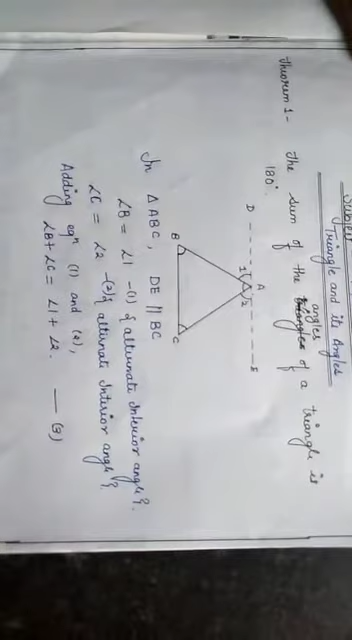 Triangle and its Angles
Theorem 1- The sum of the angles of a triangle is
180°.
D A E
1 2
B C
In △ABC, DE || BC
∠B = ∠1 -(1) { alternate Interior angle }.
∠C = ∠2 -(2) { alternate Interior angle }.
Adding eqn (1) and (2),
∠B + ∠C = ∠1 + ∠2. — (3)